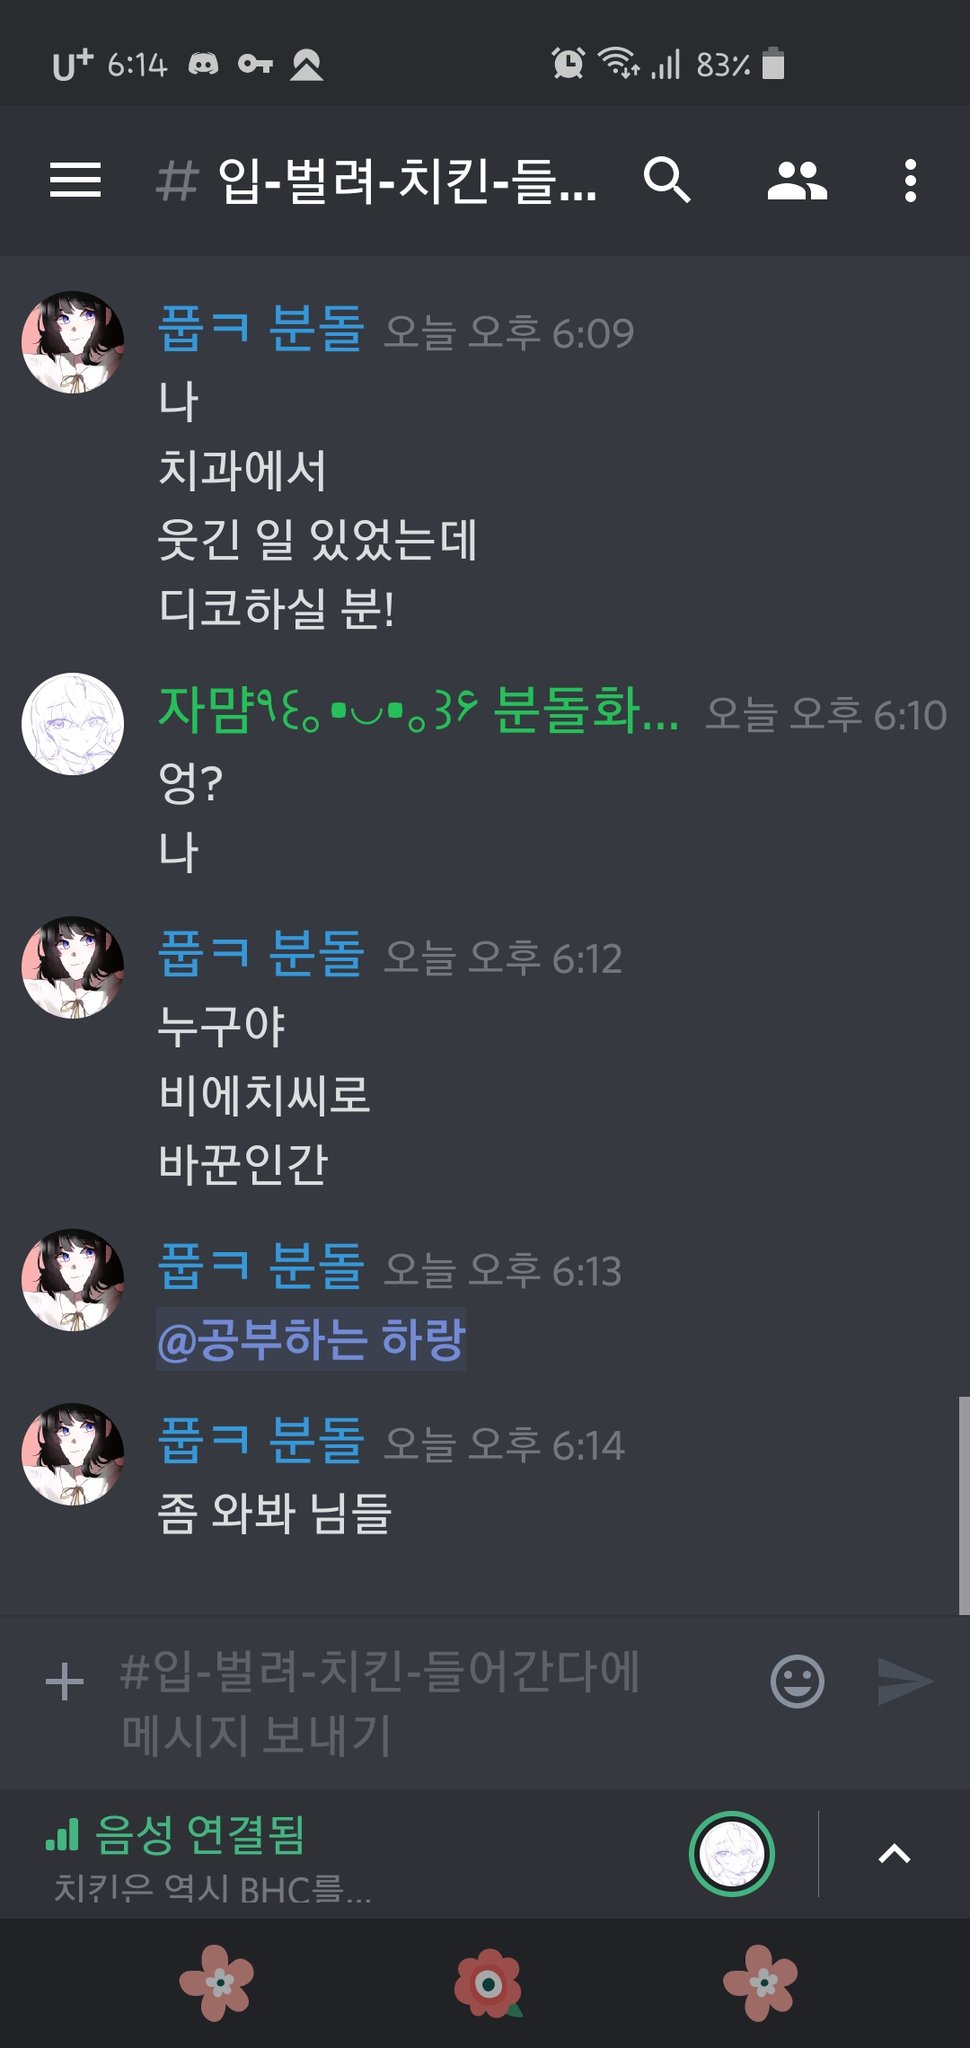 U+ 6:14 83%
# 입-벌려-치킨-들...
풉ㅋ 분돌 오늘 오후 6:09
나
치과에서
웃긴 일 있었는데
디코하실 분!
자먐٩꒰｡•◡•｡꒱۶ 분돌화... 오늘 오후 6:10
엉?
나
풉ㅋ 분돌 오늘 오후 6:12
누구야
비에치씨로
바꾼인간
풉ㅋ 분돌 오늘 오후 6:13
@공부하는 하랑
풉ㅋ 분돌 오늘 오후 6:14
좀 와봐 님들
#입-벌려-치킨-들어간다에
메시지 보내기
음성 연결됨
치킨은 역시 BHC를...